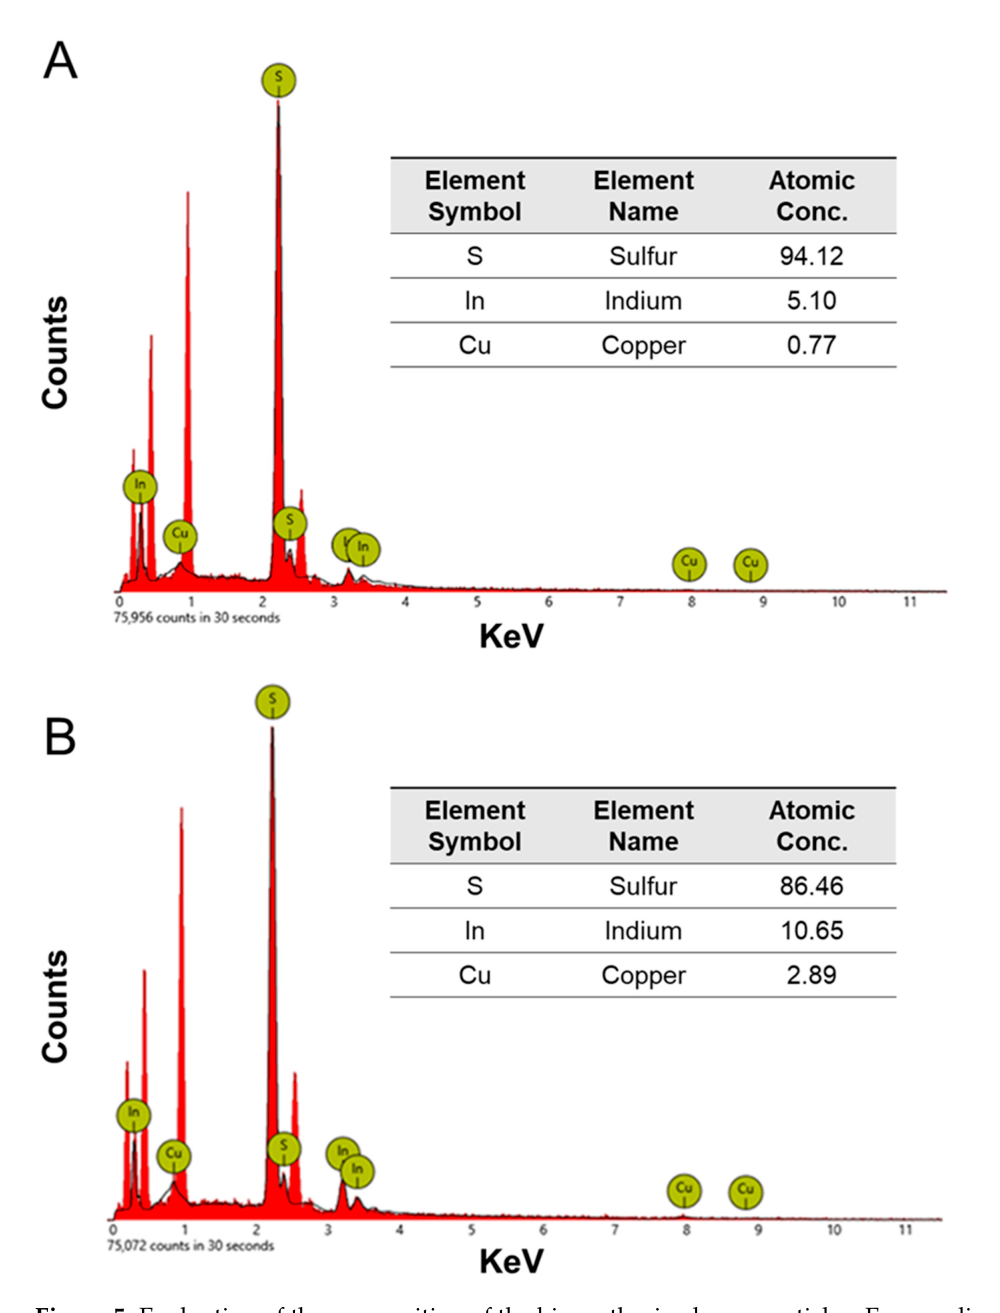 A
S
Element Symbol
Element Name
Atomic Conc.
S Sulfur 94.12
In Indium 5.10
Cu Copper 0.77
Counts
In
Cu
S
In
Cu
Cu
0 1 2 3 4 5 6 7 8 9 10 11
75,956 counts in 30 seconds
KeV
B
S
Element Symbol
Element Name
Atomic Conc.
S Sulfur 86.46
In Indium 10.65
Cu Copper 2.89
Counts
In
Cu
S
In
In
Cu
Cu
0 1 2 3 4 5 6 7 8 9 10 11
75,072 counts in 30 seconds
KeV